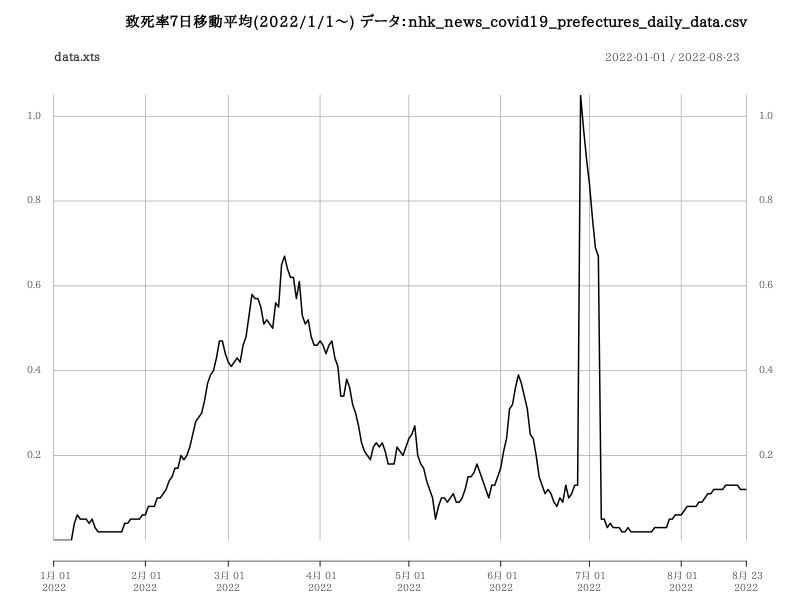 致死率7日移動平均(2022/1/1〜) データ:nhk_news_covid19_prefectures_daily_data.csv
data.xts 2022-01-01 / 2022-08-23
1.0 1.0
0.8 0.8
0.6 0.6
0.4 0.4
0.2 0.2
1月 01 2月 01 3月 01 4月 01 5月 01 6月 01 7月 01 8月 01 8月 23
2022 2022 2022 2022 2022 2022 2022 2022 2022